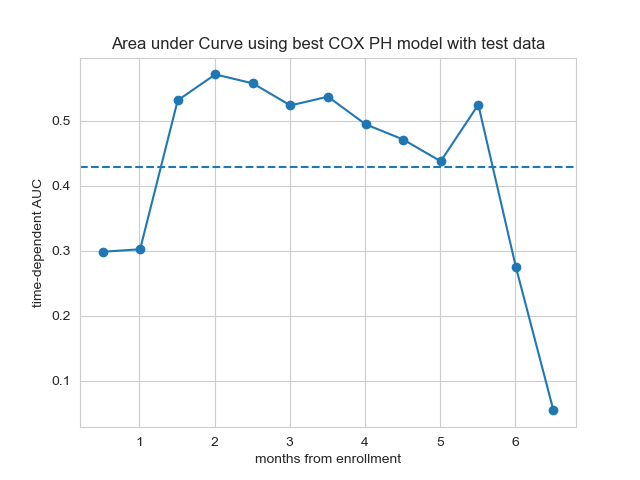 Area under Curve using best COX PH model with test data
time-dependent AUC
0.5
0.4
0.3
0.2
0.1
1 2 3 4 5 6
months from enrollment